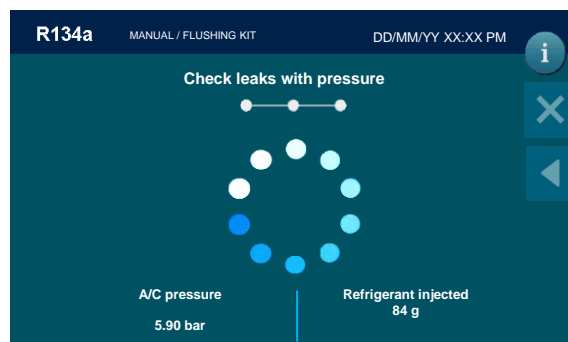 R134a MANUAL / FLUSHING KIT DD/MM/YY XX:XX PM
i
Check leaks with pressure
A/C pressure
5.90 bar
Refrigerant injected
84 g